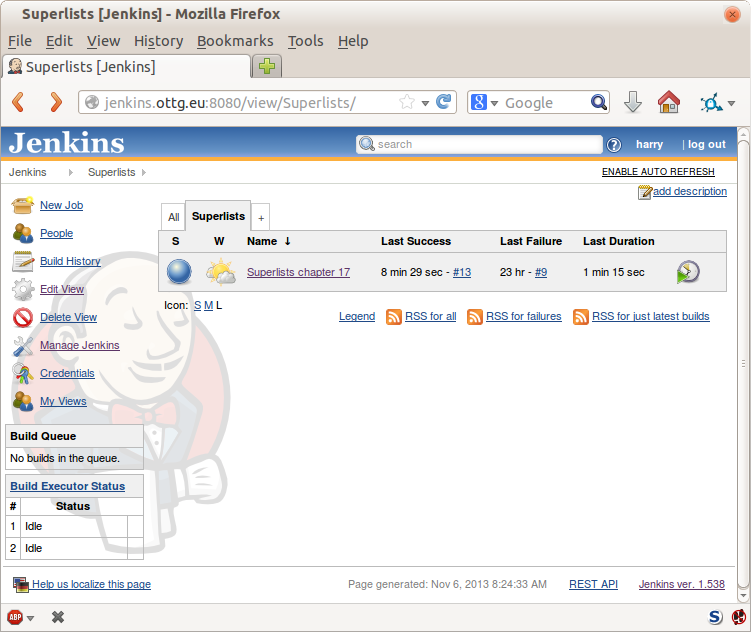 Superlists [Jenkins] - Mozilla Firefox
File Edit View History Bookmarks Tools Help
Superlists [Jenkins]
jenkins.ottg.eu:8080/view/Superlists/ Google
Jenkins search ? harry | log out
Jenkins Superlists ENABLE AUTO REFRESH
add description
New Job
People
Build History
Edit View
Delete View
Manage Jenkins
Credentials
My Views
All Superlists +
S W Name ↓ Last Success Last Failure Last Duration
Superlists chapter 17 8 min 29 sec - #13 23 hr - #9 1 min 15 sec
Icon: S M L
Legend RSS for all RSS for failures RSS for just latest builds
Build Queue
No builds in the queue.
Build Executor Status
# Status
1 Idle
2 Idle
Help us localize this page Page generated: Nov 6, 2013 8:24:33 AM REST API Jenkins ver. 1.538
ABP S